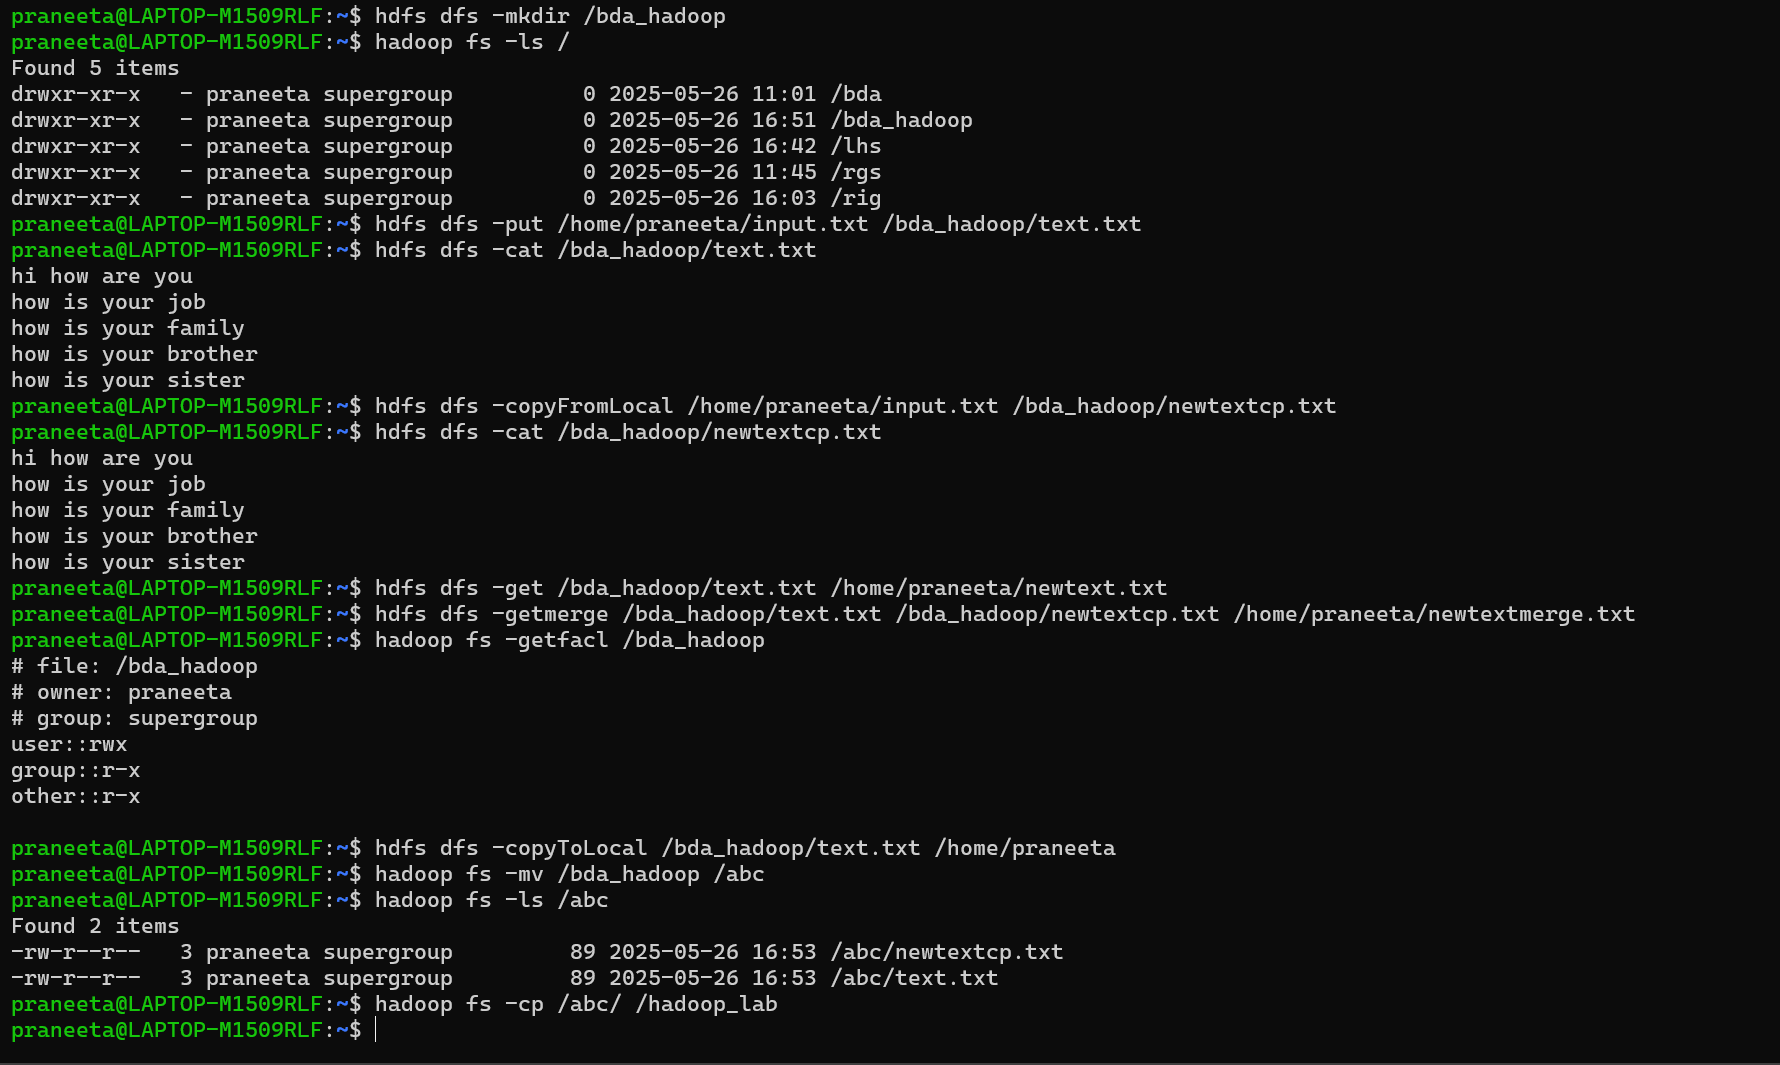 praneeta@LAPTOP-M1509RLF:~$ hdfs dfs -mkdir /bda_hadoop
praneeta@LAPTOP-M1509RLF:~$ hadoop fs -ls /
Found 5 items
drwxr-xr-x   - praneeta supergroup          0 2025-05-26 11:01 /bda
drwxr-xr-x   - praneeta supergroup          0 2025-05-26 16:51 /bda_hadoop
drwxr-xr-x   - praneeta supergroup          0 2025-05-26 16:42 /lhs
drwxr-xr-x   - praneeta supergroup          0 2025-05-26 11:45 /rgs
drwxr-xr-x   - praneeta supergroup          0 2025-05-26 16:03 /rig
praneeta@LAPTOP-M1509RLF:~$ hdfs dfs -put /home/praneeta/input.txt /bda_hadoop/text.txt
praneeta@LAPTOP-M1509RLF:~$ hdfs dfs -cat /bda_hadoop/text.txt
hi how are you
how is your job
how is your family
how is your brother
how is your sister
praneeta@LAPTOP-M1509RLF:~$ hdfs dfs -copyFromLocal /home/praneeta/input.txt /bda_hadoop/newtextcp.txt
praneeta@LAPTOP-M1509RLF:~$ hdfs dfs -cat /bda_hadoop/newtextcp.txt
hi how are you
how is your job
how is your family
how is your brother
how is your sister
praneeta@LAPTOP-M1509RLF:~$ hdfs dfs -get /bda_hadoop/text.txt /home/praneeta/newtext.txt
praneeta@LAPTOP-M1509RLF:~$ hdfs dfs -getmerge /bda_hadoop/text.txt /bda_hadoop/newtextcp.txt /home/praneeta/newtextmerge.txt
praneeta@LAPTOP-M1509RLF:~$ hadoop fs -getfacl /bda_hadoop
# file: /bda_hadoop
# owner: praneeta
# group: supergroup
user::rwx
group::r-x
other::r-x
praneeta@LAPTOP-M1509RLF:~$ hdfs dfs -copyToLocal /bda_hadoop/text.txt /home/praneeta
praneeta@LAPTOP-M1509RLF:~$ hadoop fs -mv /bda_hadoop /abc
praneeta@LAPTOP-M1509RLF:~$ hadoop fs -ls /abc
Found 2 items
-rw-r--r--   3 praneeta supergroup         89 2025-05-26 16:53 /abc/newtextcp.txt
-rw-r--r--   3 praneeta supergroup         89 2025-05-26 16:53 /abc/text.txt
praneeta@LAPTOP-M1509RLF:~$ hadoop fs -cp /abc/ /hadoop_lab
praneeta@LAPTOP-M1509RLF:~$